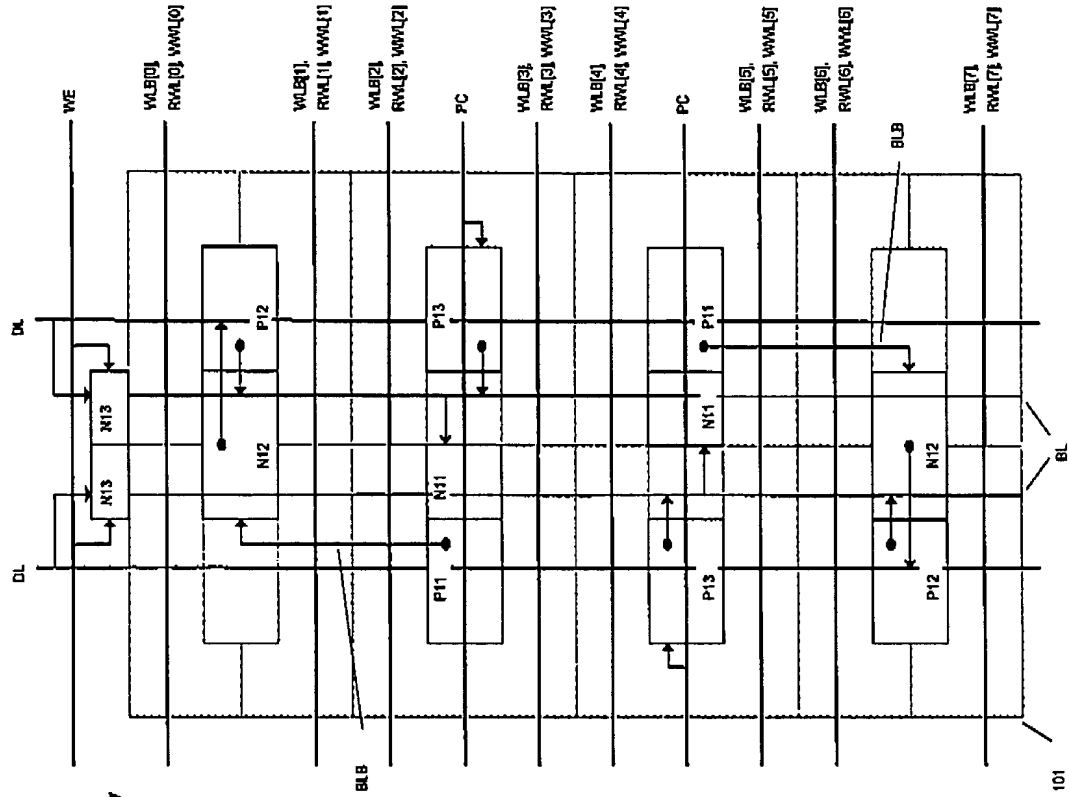 DL
DL
WE
N13
N13
WLB[0],
RWL[0], WWL[0]
P12
N12
WLB[1],
RWL[1], WWL[1]
WLB[2],
RWL[2], WWL[2]
PC
P13
N11
P11
WLB[3],
RWL[3], WWL[3]
WLB[4],
RWL[4], WWL[4]
PC
P11
N11
P13
WLB[5],
RWL[5], WWL[5]
WLB[6],
RWL[6], WWL[6]
BLB
BLB
N12
P12
WLB[7],
RWL[7], WWL[7]
BL
101